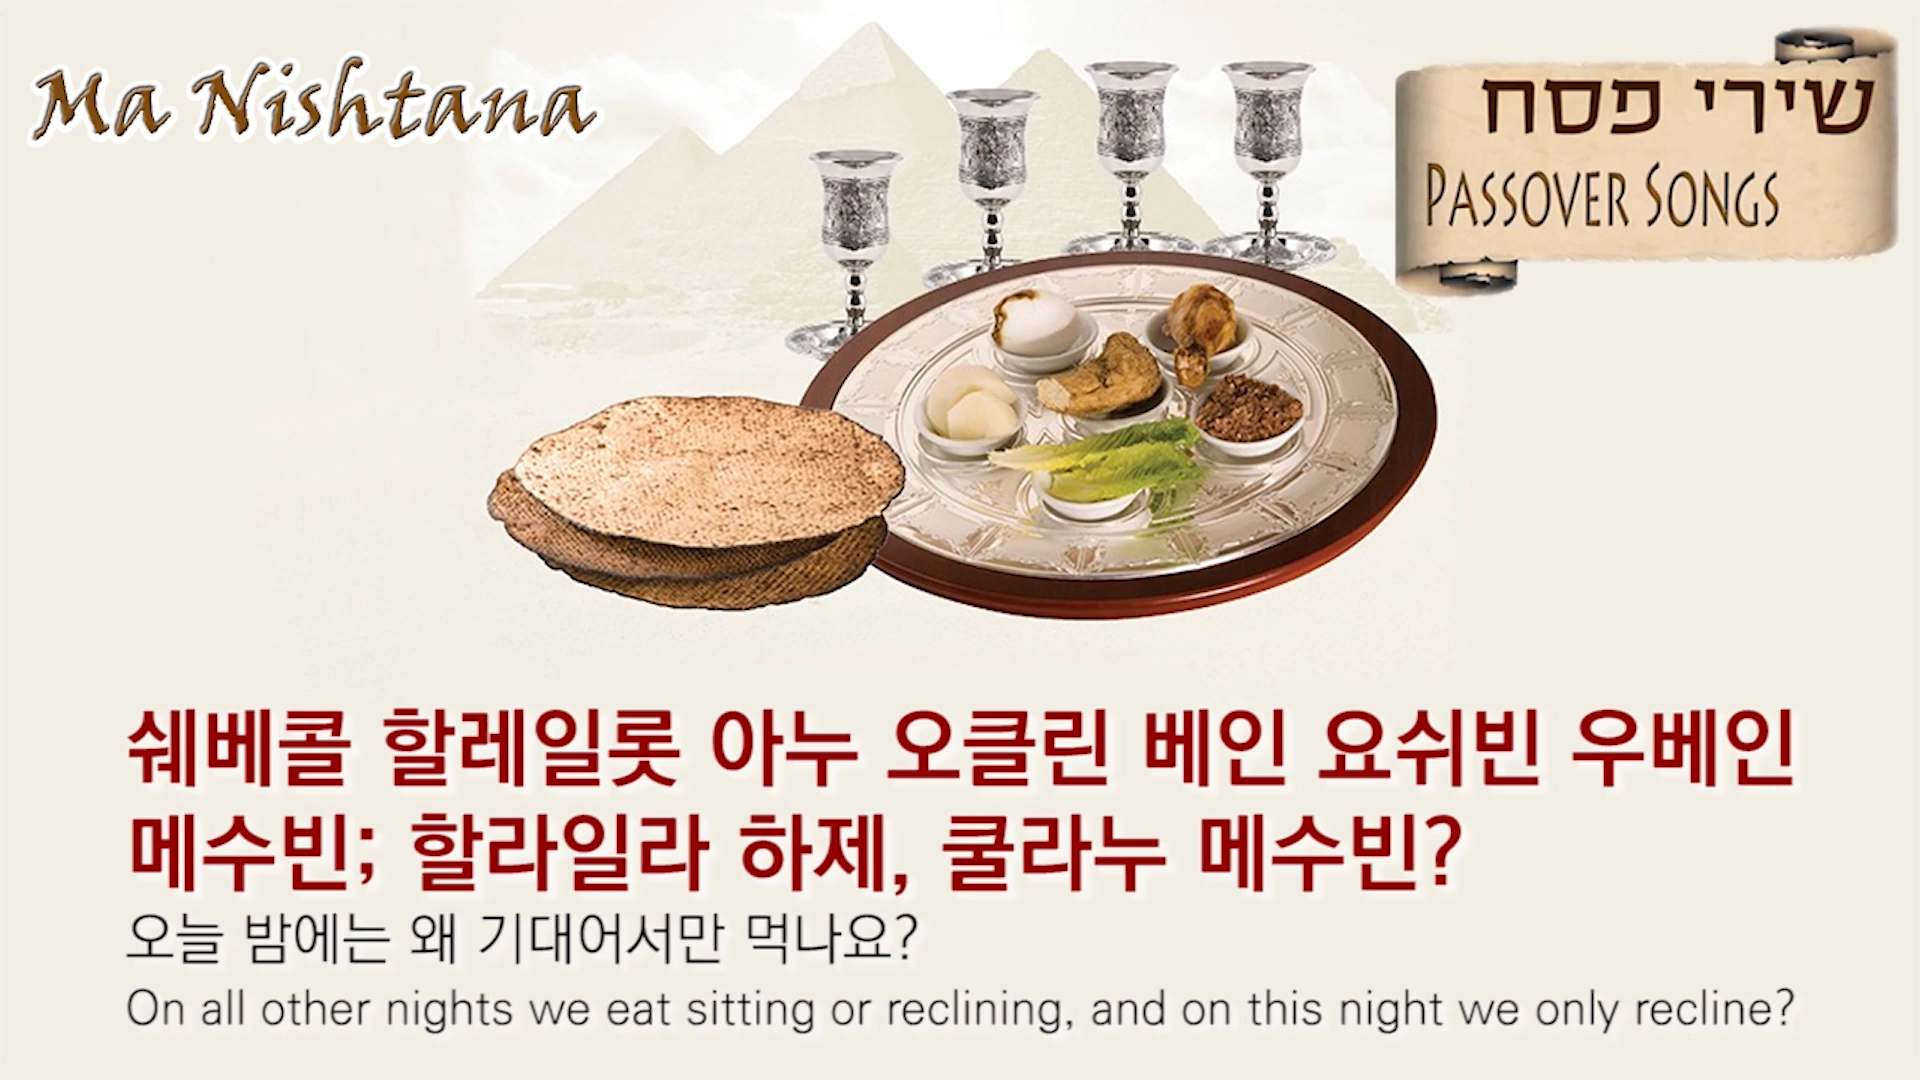 Ma Nishtana
שירי פסח
PASSOVER SONGS
쉐베콜 할레일롯 아누 오클린 베인 요쉬빈 우베인
메수빈; 할라일라 하제, 쿨라누 메수빈?
오늘 밤에는 왜 기대어서만 먹나요?
On all other nights we eat sitting or reclining, and on this night we only recline?